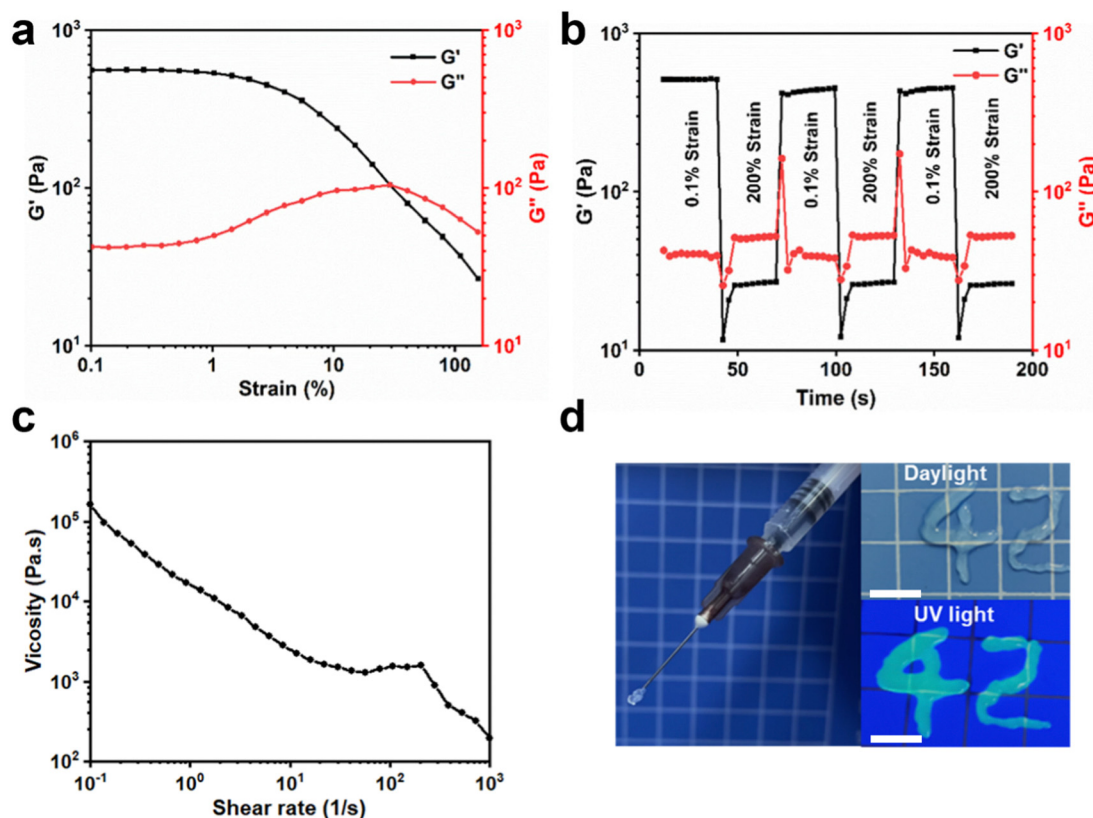 a
10³
10²
10¹
G' (Pa)
G'
G"
10³
10²
10¹
G" (Pa)
0.1
1
10
100
Strain (%)
b
10³
10²
10¹
G' (Pa)
G'
G"
0.1% Strain
200% Strain
0.1% Strain
200% Strain
0.1% Strain
200% Strain
10³
10²
10¹
G" (Pa)
0
50
100
150
200
Time (s)
c
10⁶
10⁵
10⁴
10³
10²
Vicosity (Pa.s)
10⁻¹
10⁰
10¹
10²
10³
Shear rate (1/s)
d
Daylight
42
UV light
42